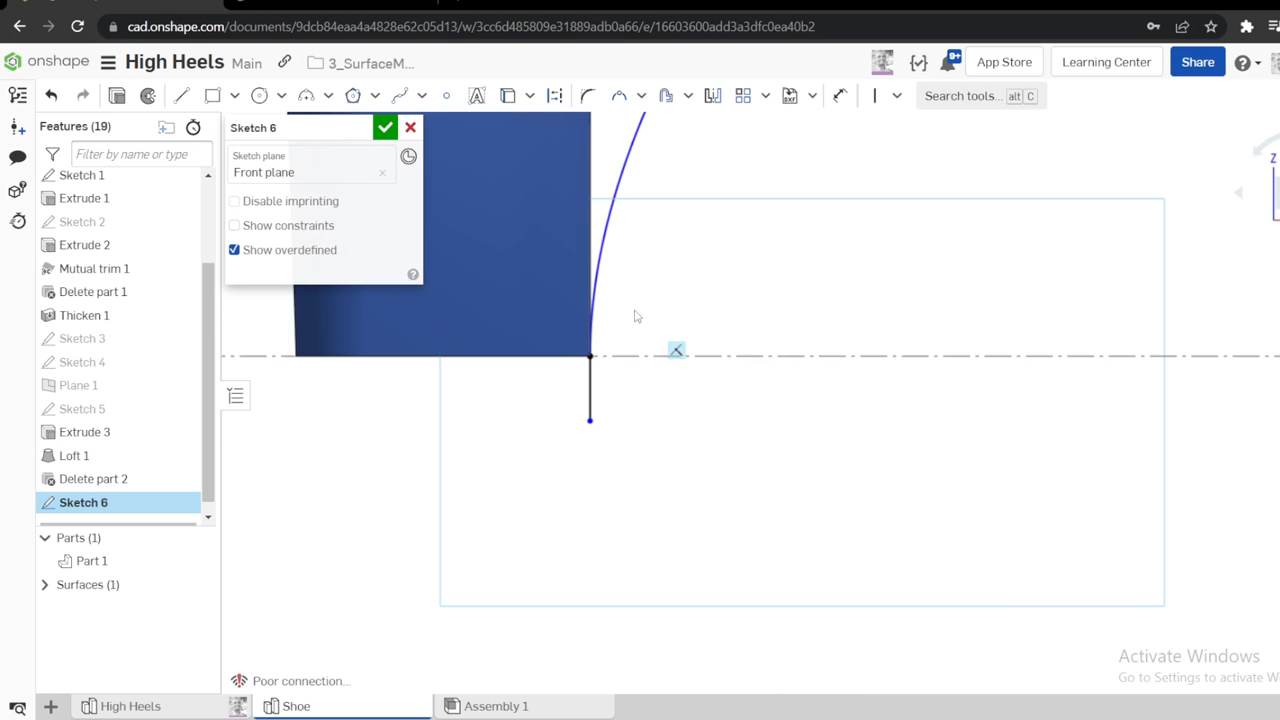 cad.onshape.com/documents/9dcb84eaa4a4828e62c05d13/w/3cc6d485809e31889adb0a66/e/16603600add3a3dfc0ea40b2
onshape High Heels Main 3_SurfaceM... 9+ App Store Learning Center Share
Search tools... alt C
Features (19)
Filter by name or type
Sketch 1
Extrude 1
Sketch 2
Extrude 2
Mutual trim 1
Delete part 1
Thicken 1
Sketch 3
Sketch 4
Plane 1
Sketch 5
Extrude 3
Loft 1
Delete part 2
Sketch 6
Parts (1)
Part 1
Surfaces (1)
Sketch 6
Sketch plane
Front plane
Disable imprinting
Show constraints
Show overdefined
Z
Poor connection...
Activate Windows
Go to Settings to activate W
High Heels Shoe Assembly 1